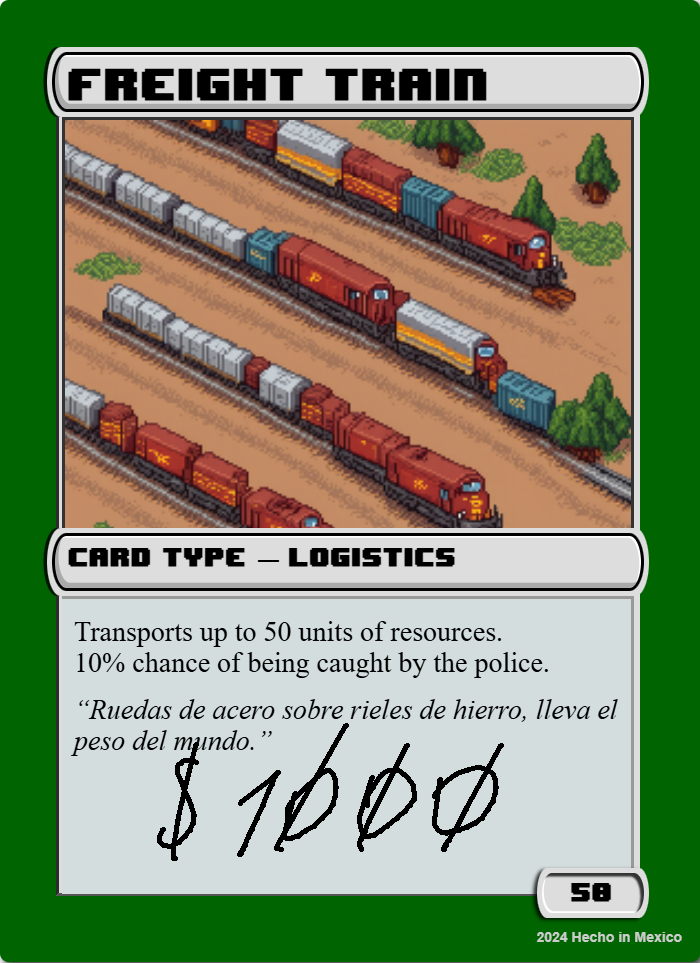 FREIGHT TRAIN
CARD TYPE — LOGISTICS
Transports up to 50 units of resources.
10% chance of being caught by the police.
“Ruedas de acero sobre rieles de hierro, lleva el
peso del mundo.”
$ 1000
50
2024 Hecho in Mexico